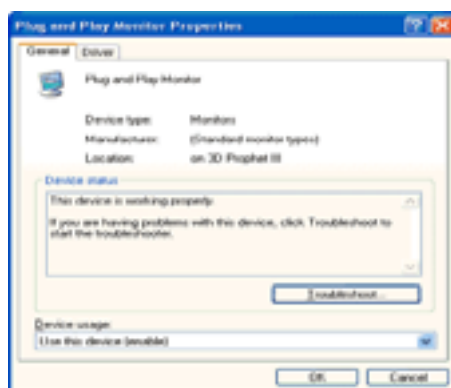 Plug and Play Monitor Properties
General Driver
Plug and Play Monitor
Device type: Monitors
Manufacturer: (Standard monitor types)
Location: on 3D Prophet III
Device status
This device is working properly.
If you are having problems with this device, click Troubleshoot to
start the troubleshooter.
Troubleshoot...
Device usage:
Use this device (enable)
OK Cancel